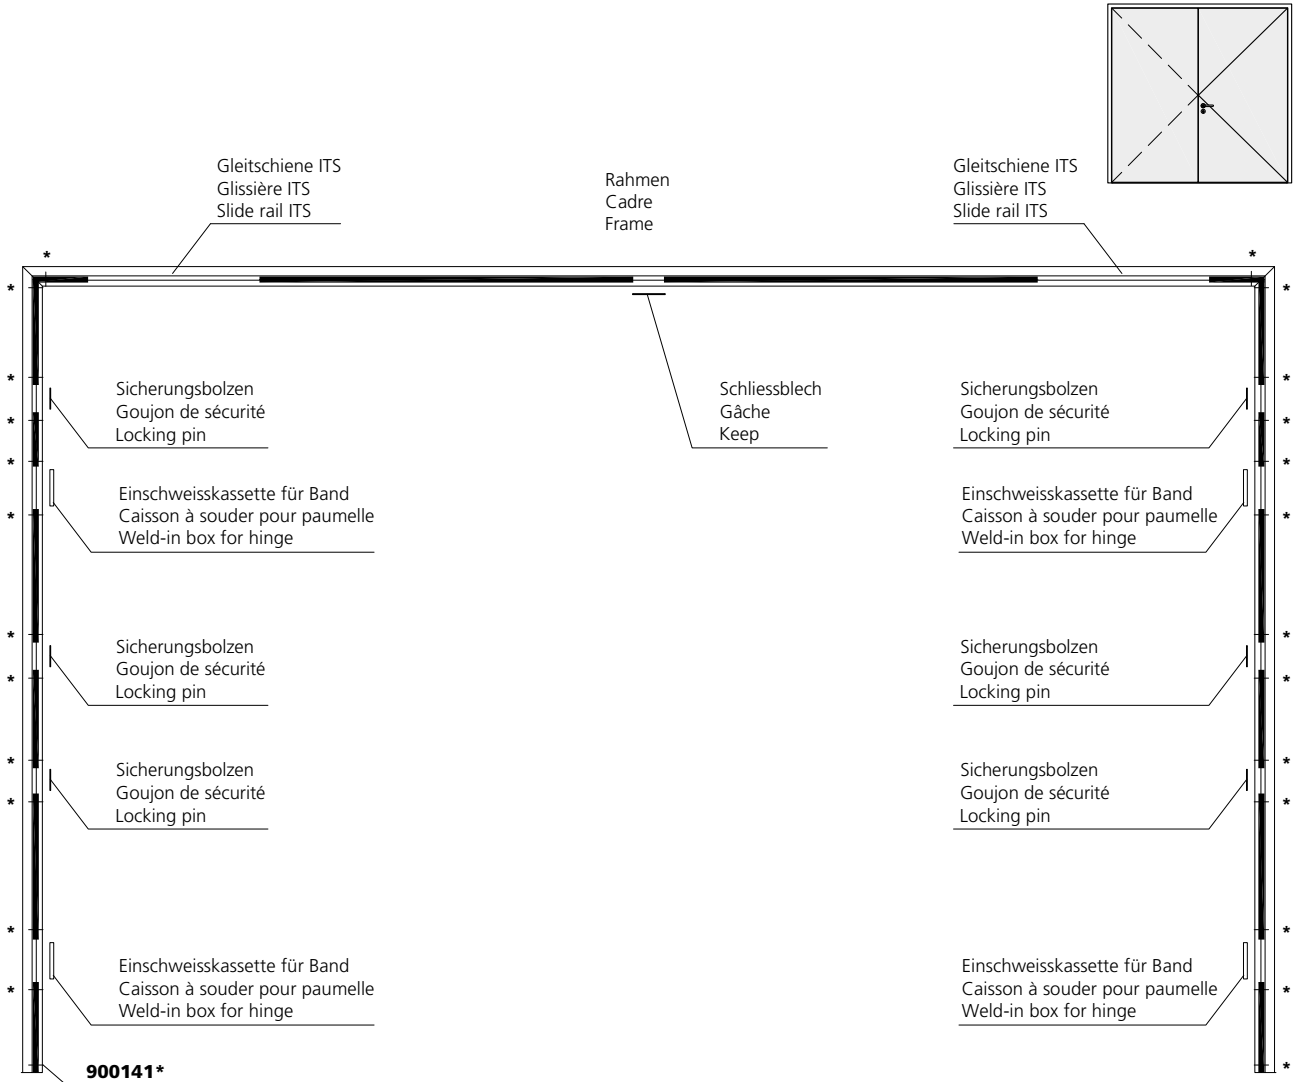 Gleitschiene ITS
Glissière ITS
Slide rail ITS
Rahmen
Cadre
Frame
Gleitschiene ITS
Glissière ITS
Slide rail ITS
*
*
*
*
*
*
Sicherungsbolzen
Goujon de sécurité
Locking pin
Schliessblech
Gâche
Keep
Sicherungsbolzen
Goujon de sécurité
Locking pin
*
*
*
*
*
*
Einschweisskassette für Band
Caisson à souder pour paumelle
Weld-in box for hinge
Einschweisskassette für Band
Caisson à souder pour paumelle
Weld-in box for hinge
*
*
*
*
Sicherungsbolzen
Goujon de sécurité
Locking pin
Sicherungsbolzen
Goujon de sécurité
Locking pin
*
*
*
*
Sicherungsbolzen
Goujon de sécurité
Locking pin
Sicherungsbolzen
Goujon de sécurité
Locking pin
*
*
*
*
Einschweisskassette für Band
Caisson à souder pour paumelle
Weld-in box for hinge
Einschweisskassette für Band
Caisson à souder pour paumelle
Weld-in box for hinge
*
*
900141*
*